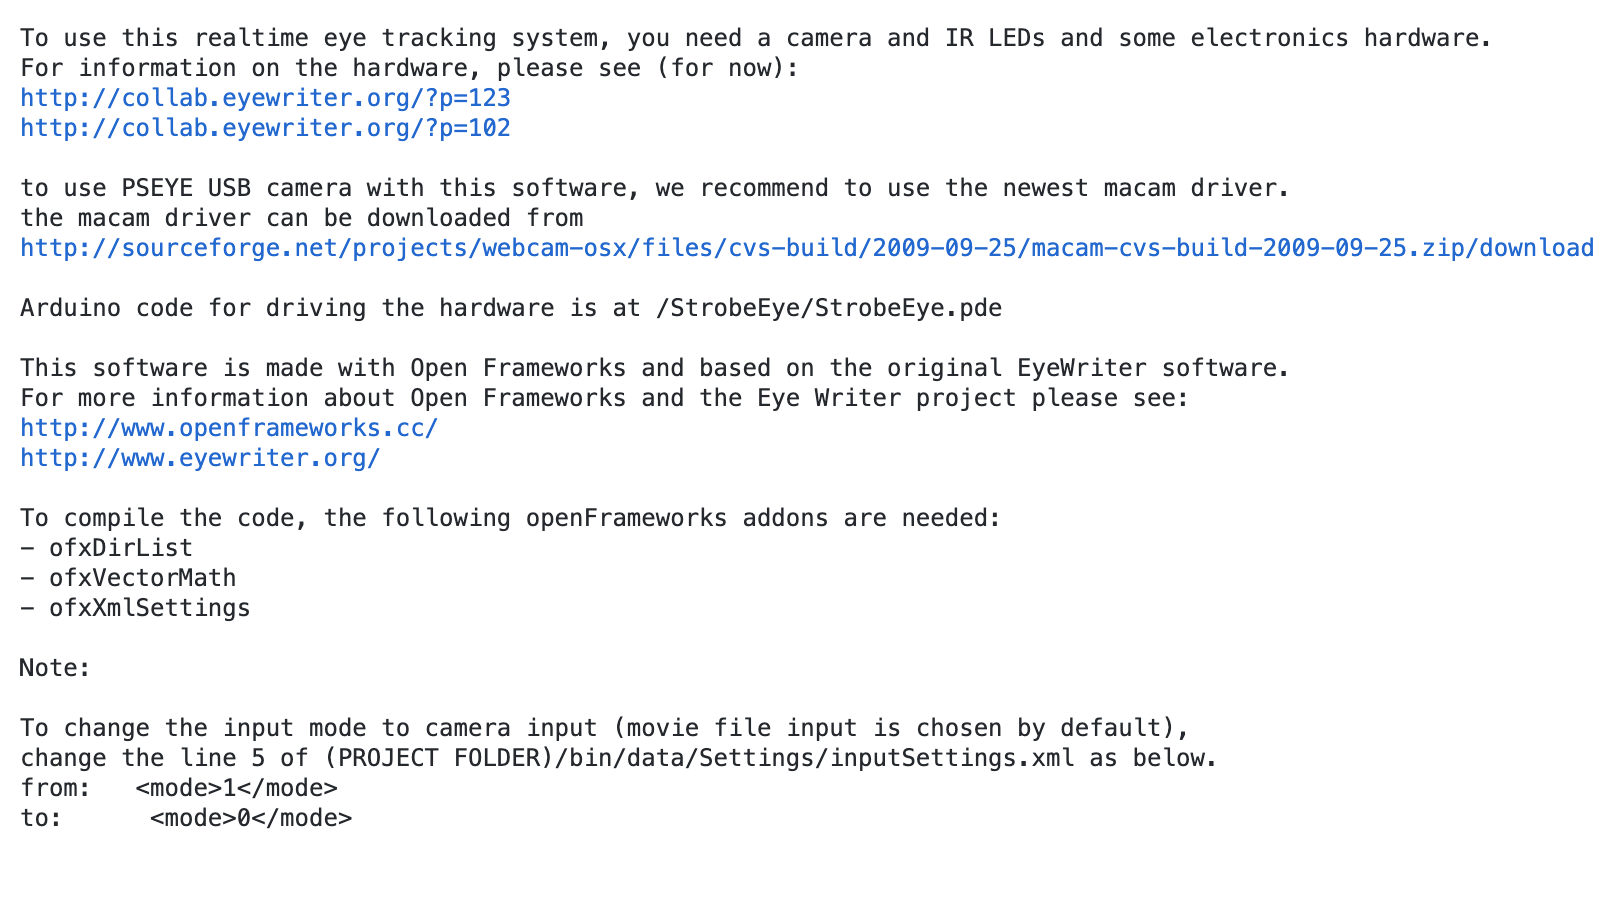 To use this realtime eye tracking system, you need a camera and IR LEDs and some electronics hardware.
For information on the hardware, please see (for now):
http://collab.eyewriter.org/?p=123
http://collab.eyewriter.org/?p=102

to use PSEYE USB camera with this software, we recommend to use the newest macam driver.
the macam driver can be downloaded from
http://sourceforge.net/projects/webcam-osx/files/cvs-build/2009-09-25/macam-cvs-build-2009-09-25.zip/download

Arduino code for driving the hardware is at /StrobeEye/StrobeEye.pde

This software is made with Open Frameworks and based on the original EyeWriter software.
For more information about Open Frameworks and the Eye Writer project please see:
http://www.openframeworks.cc/
http://www.eyewriter.org/

To compile the code, the following openFrameworks addons are needed:
– ofxDirList
– ofxVectorMath
– ofxXmlSettings

Note:

To change the input mode to camera input (movie file input is chosen by default),
change the line 5 of (PROJECT FOLDER)/bin/data/Settings/inputSettings.xml as below.
from:   <mode>1</mode>
to:      <mode>0</mode>